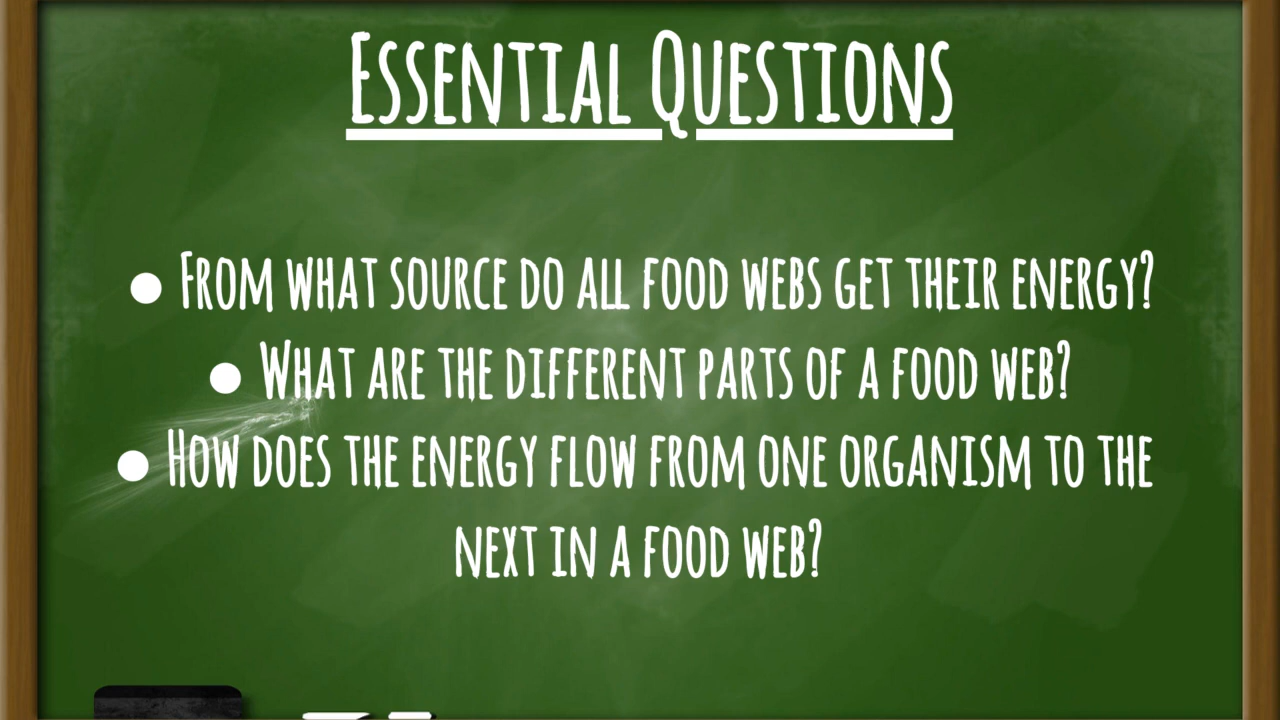 Essential Questions
● From what source do all food webs get their energy?
● What are the different parts of a food web?
● How does the energy flow from one organism to the
next in a food web?